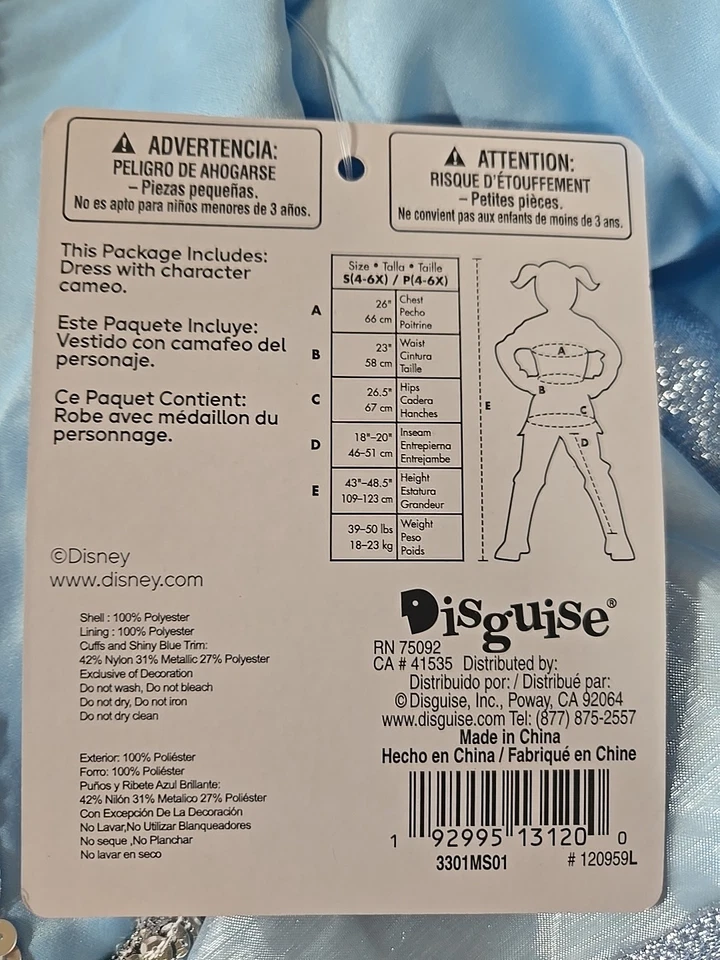 ADVERTENCIA:
PELIGRO DE AHOGARSE
– Piezas pequeñas.
No es apto para niños menores de 3 años.
ATTENTION:
RISQUE D'ÉTOUFFEMENT
– Petites pièces.
Ne convient pas aux enfants de moins de 3 ans.
This Package Includes:
Dress with character
cameo.
Este Paquete Incluye:
Vestido con camafeo del
personaje.
Ce Paquet Contient:
Robe avec médaillon du
personnage.
Size • Talla • Taille
S(4-6X) / P(4-6X)
A
26" Chest
66 cm Pecho
Poitrine
B
23" Waist
58 cm Cintura
Taille
C
26.5" Hips
67 cm Cadera
Hanches
D
18"–20" Inseam
46–51 cm Entrepierna
Entrejambe
E
43"–48.5" Height
109–123 cm Estatura
Grandeur
39–50 lbs Weight
18–23 kg Peso
Poids
A
B
C
D
E
©Disney
www.disney.com
Shell : 100% Polyester
Lining : 100% Polyester
Cuffs and Shiny Blue Trim:
42% Nylon 31% Metallic 27% Polyester
Exclusive of Decoration
Do not wash, Do not bleach
Do not dry, Do not iron
Do not dry clean
Exterior: 100% Poliéster
Forro: 100% Poliéster
Puños y Ribete Azul Brillante:
42% Nilón 31% Metalico 27% Poliéster
Con Excepción De La Decoración
No Lavar,No Utilizar Blanqueadores
No seque ,No Planchar
No lavar en seco
Disguise®
RN 75092
CA # 41535 Distributed by:
Distribuido por: / Distribué par:
© Disguise, Inc., Poway, CA 92064
www.disguise.com Tel: (877) 875-2557
Made in China
Hecho en China / Fabriqué en Chine
1 92995 13120 0
3301MS01 # 120959L